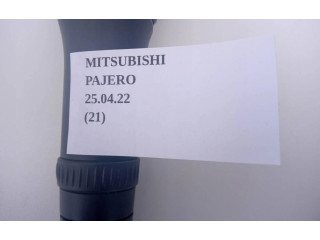 MITSUBISHI
PAJERO
25.04.22
(21)